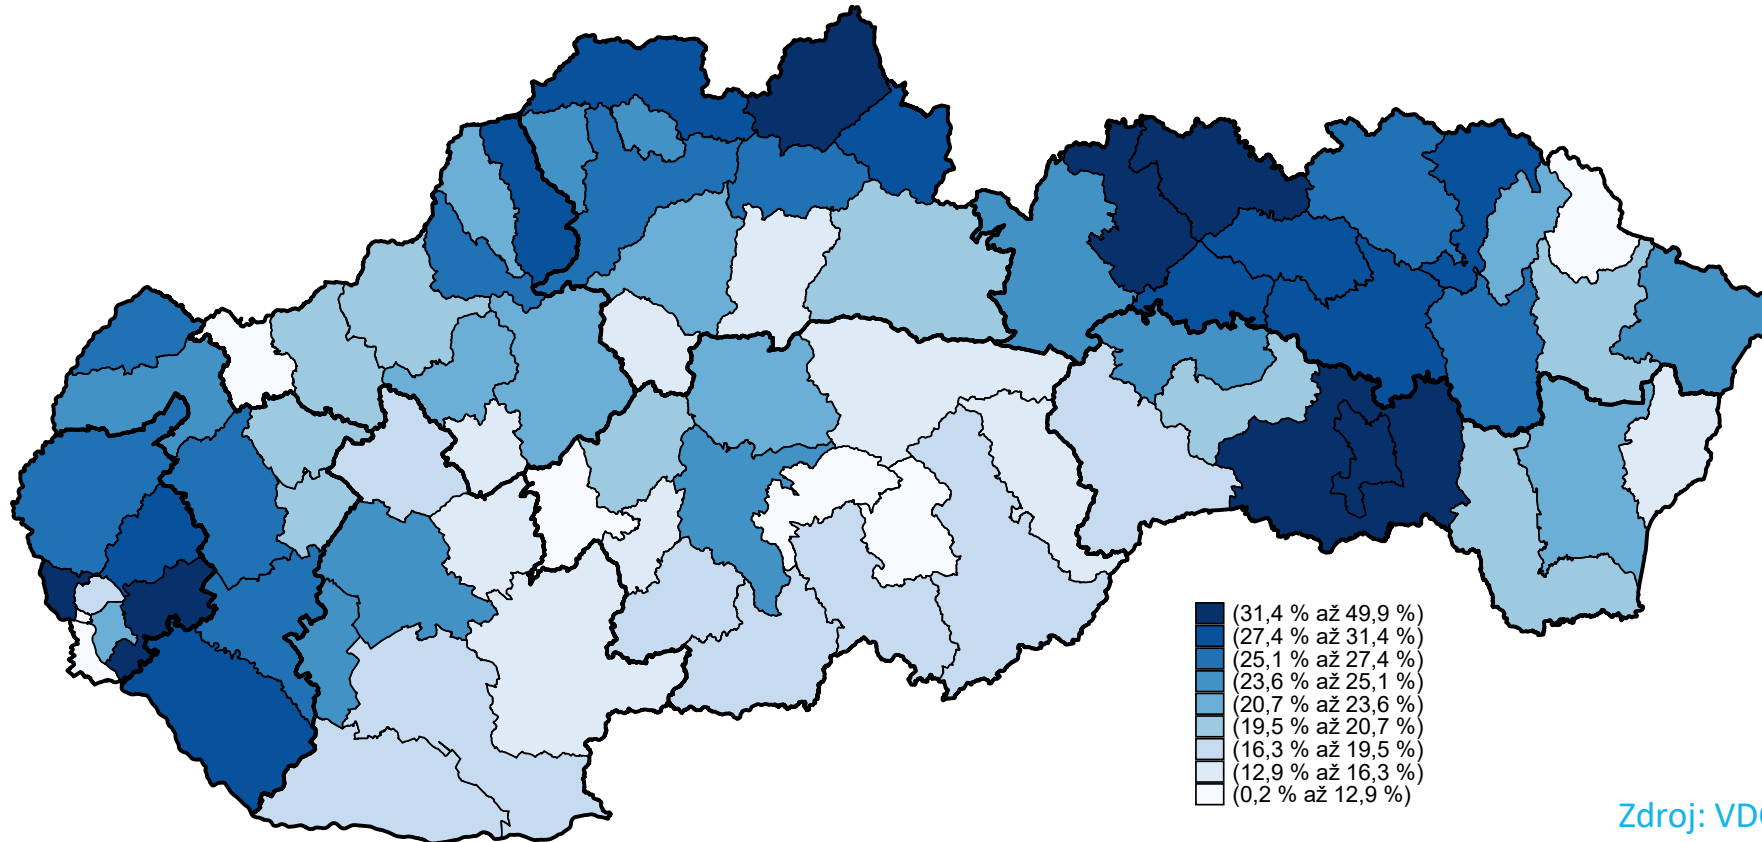 (31,4 % až 49,9 %)
(27,4 % až 31,4 %)
(25,1 % až 27,4 %)
(23,6 % až 25,1 %)
(20,7 % až 23,6 %)
(19,5 % až 20,7 %)
(16,3 % až 19,5 %)
(12,9 % až 16,3 %)
(0,2 % až 12,9 %)
Zdroj: